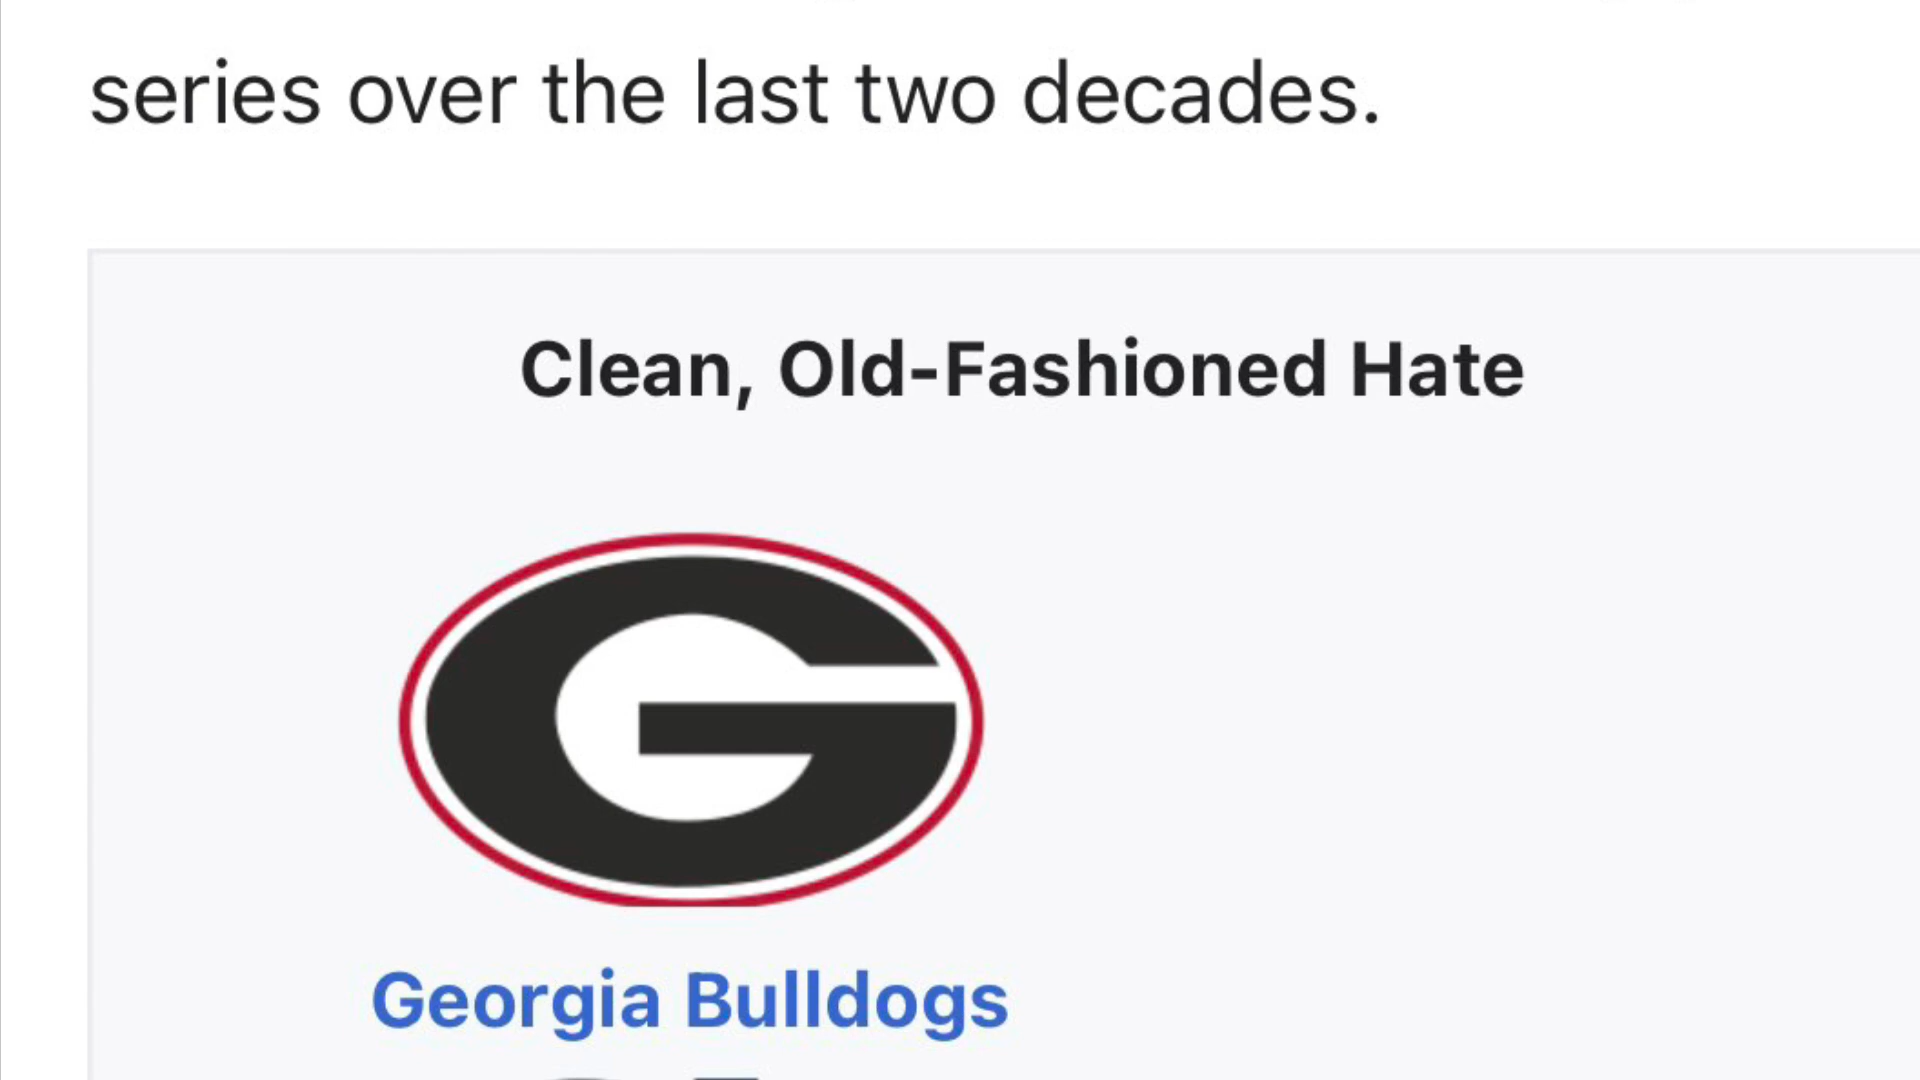 series over the last two decades.
Clean, Old-Fashioned Hate
G
Georgia Bulldogs